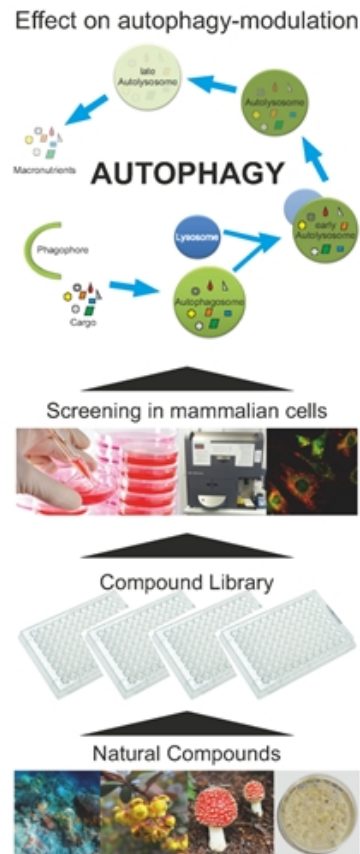 Effect on autophagy-modulation
late
Autolysosome
Autolysosome
Macronutrients
AUTOPHAGY
Phagophore
Lysosome
early
Autolysosome
Cargo
Autophagosome
Screening in mammalian cells
Compound Library
Natural Compounds